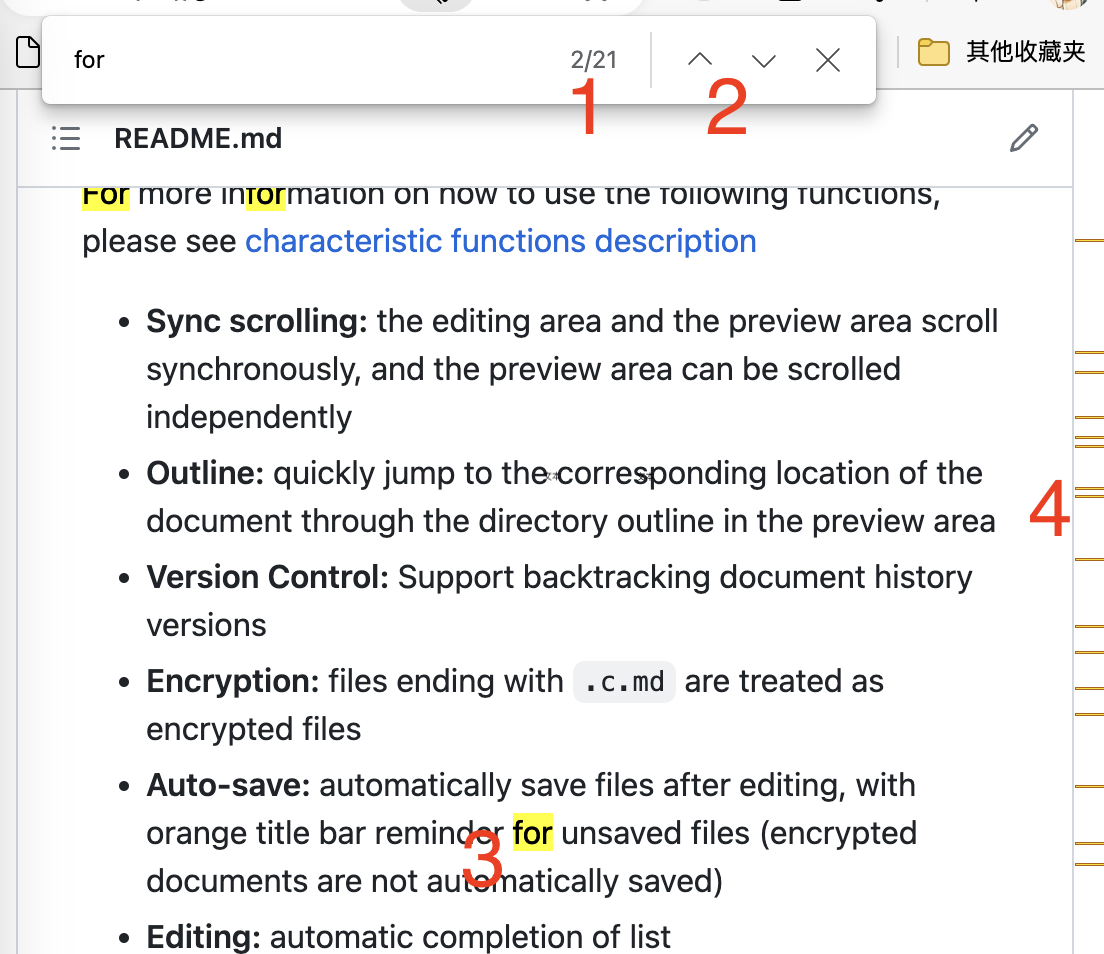 for 2/21
其他收藏夹
1 2
README.md
For more information on how to use the following functions,
please see characteristic functions description
• Sync scrolling: the editing area and the preview area scroll
synchronously, and the preview area can be scrolled
independently
• Outline: quickly jump to the corresponding location of the
document through the directory outline in the preview area
4
• Version Control: Support backtracking document history
versions
• Encryption: files ending with .c.md are treated as
encrypted files
• Auto-save: automatically save files after editing, with
orange title bar reminder for unsaved files (encrypted
3
documents are not automatically saved)
• Editing: automatic completion of list